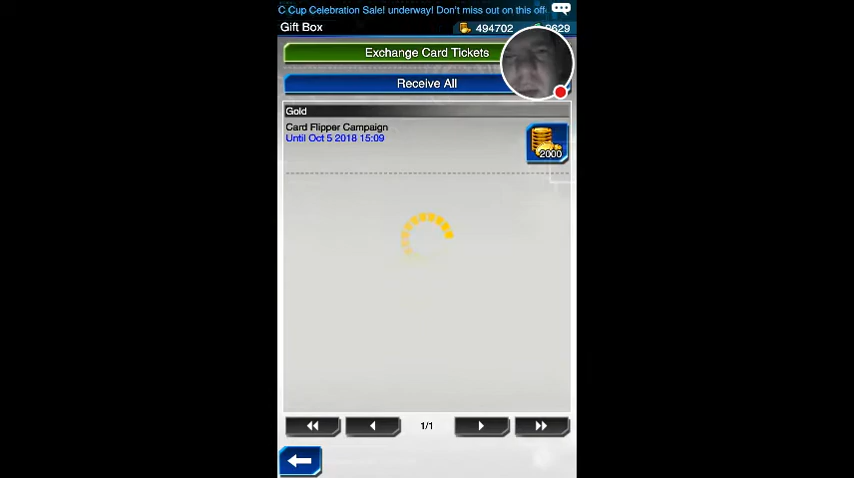 C Cup Celebration Sale! underway! Don't miss out on this off
Gift Box
494702
8629
Exchange Card Tickets
Receive All
Gold
Card Flipper Campaign
Until Oct 5 2018 15:09
2000
1/1